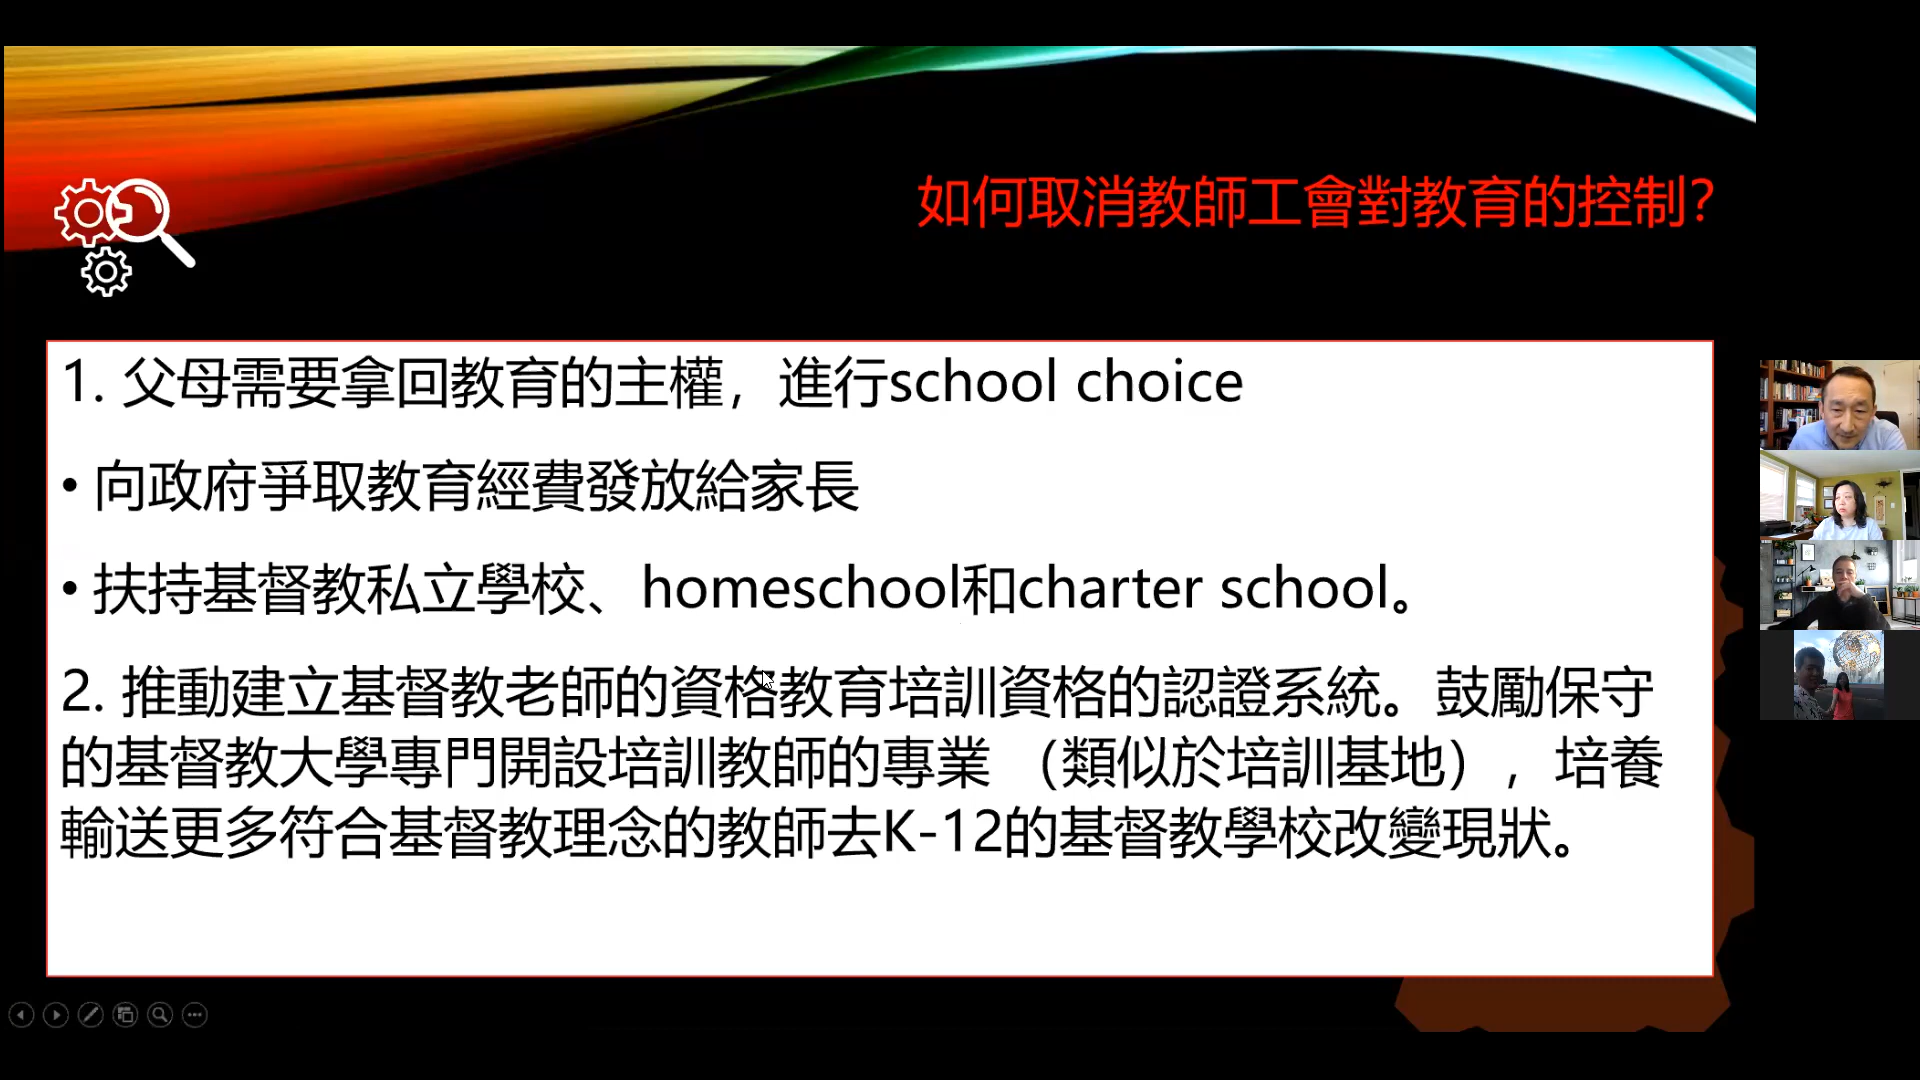 如何取消教師工會對教育的控制？
1. 父母需要拿回教育的主權，進行school choice
• 向政府爭取教育經費發放給家長
• 扶持基督教私立學校、homeschool和charter school。
2. 推動建立基督教老師的資格教育培訓資格的認證系統。鼓勵保守
的基督教大學專門開設培訓教師的專業 （類似於培訓基地），培養
輸送更多符合基督教理念的教師去K-12的基督教學校改變現狀。